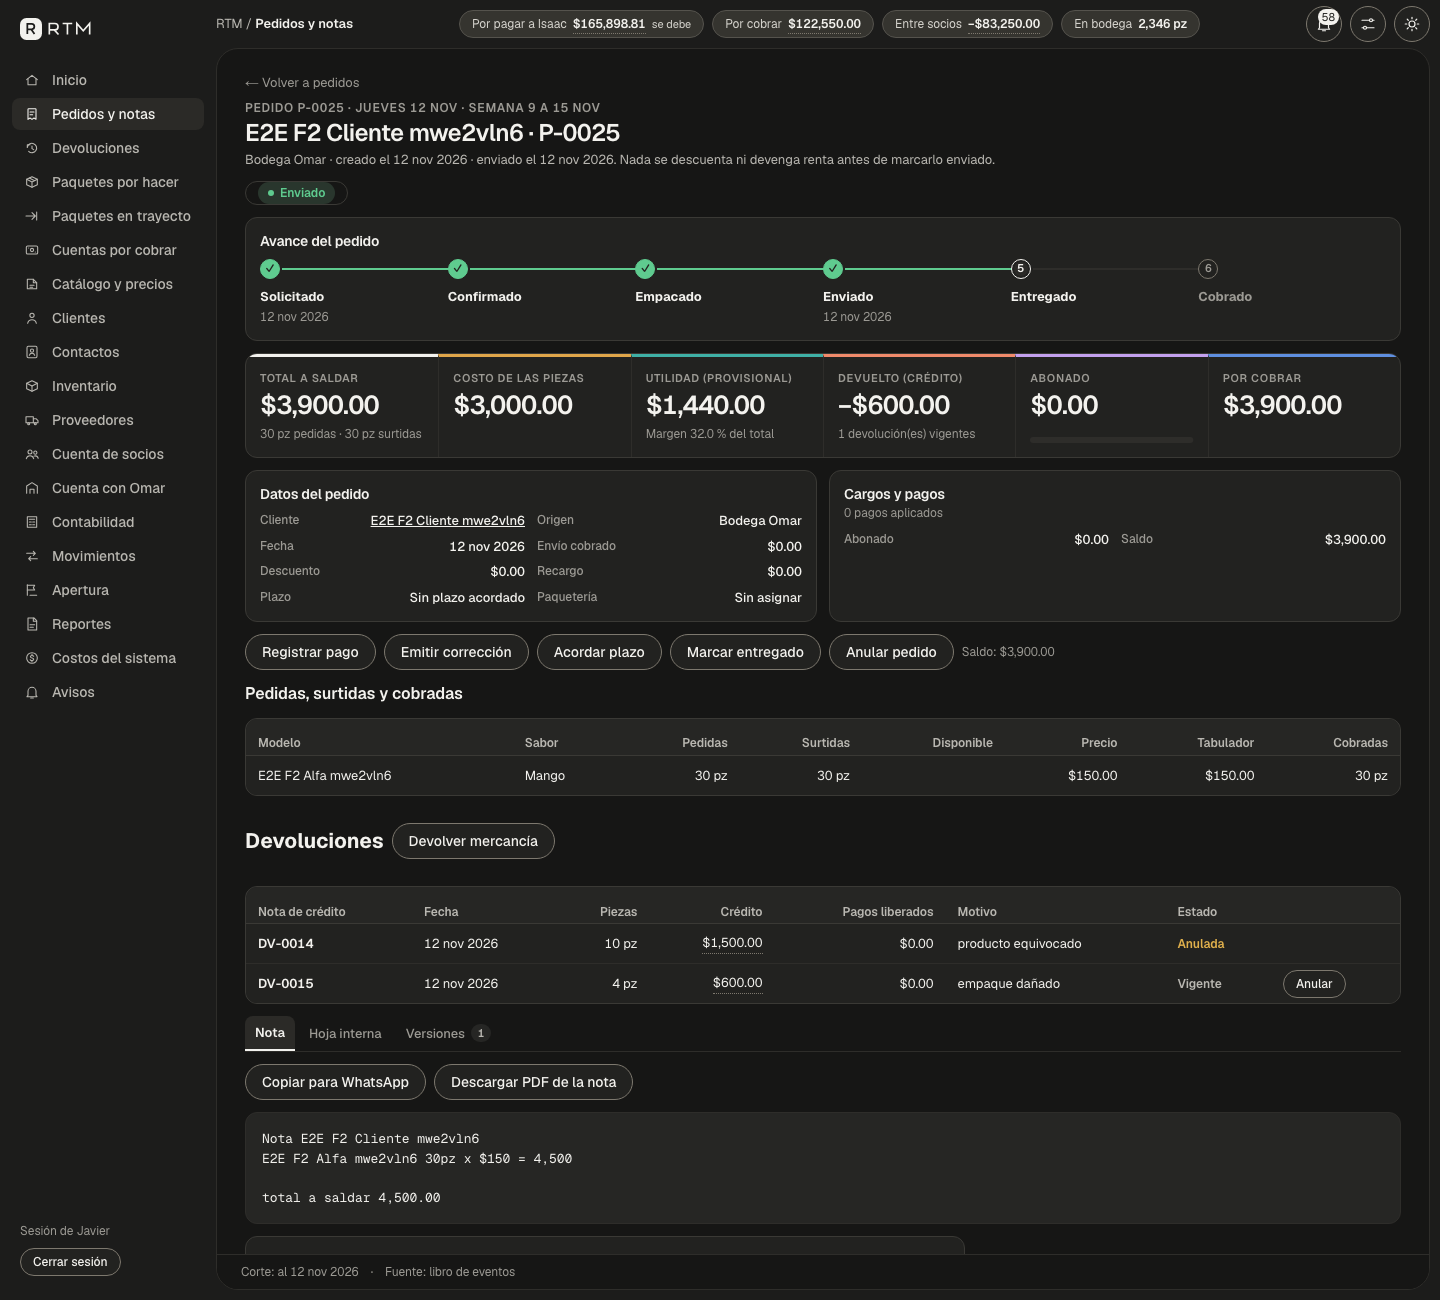 R RTM
RTM / Pedidos y notas
Por pagar a Isaac $165,898.81 se debe
Por cobrar $122,550.00
Entre socios −$83,250.00
En bodega 2,346 pz
58
Inicio
Pedidos y notas
Devoluciones
Paquetes por hacer
Paquetes en trayecto
Cuentas por cobrar
Catálogo y precios
Clientes
Contactos
Inventario
Proveedores
Cuenta de socios
Cuenta con Omar
Contabilidad
Movimientos
Apertura
Reportes
Costos del sistema
Avisos
Sesión de Javier
Cerrar sesión
← Volver a pedidos
PEDIDO P-0025 · JUEVES 12 NOV · SEMANA 9 A 15 NOV
E2E F2 Cliente mwe2vln6 · P-0025
Bodega Omar · creado el 12 nov 2026 · enviado el 12 nov 2026. Nada se descuenta ni devenga renta antes de marcarlo enviado.
Enviado
Avance del pedido
5 6
Solicitado Confirmado Empacado Enviado Entregado Cobrado
12 nov 2026 12 nov 2026
TOTAL A SALDAR COSTO DE LAS PIEZAS UTILIDAD (PROVISIONAL) DEVUELTO (CRÉDITO) ABONADO POR COBRAR
$3,900.00 $3,000.00 $1,440.00 −$600.00 $0.00 $3,900.00
30 pz pedidas · 30 pz surtidas Margen 32.0 % del total 1 devolución(es) vigentes
Datos del pedido
Cliente E2E F2 Cliente mwe2vln6 Origen Bodega Omar
Fecha 12 nov 2026 Envío cobrado $0.00
Descuento $0.00 Recargo $0.00
Plazo Sin plazo acordado Paquetería Sin asignar
Cargos y pagos
0 pagos aplicados
Abonado $0.00 Saldo $3,900.00
Registrar pago Emitir corrección Acordar plazo Marcar entregado Anular pedido Saldo: $3,900.00
Pedidas, surtidas y cobradas
Modelo Sabor Pedidas Surtidas Disponible Precio Tabulador Cobradas
E2E F2 Alfa mwe2vln6 Mango 30 pz 30 pz $150.00 $150.00 30 pz
Devoluciones Devolver mercancía
Nota de crédito Fecha Piezas Crédito Pagos liberados Motivo Estado
DV-0014 12 nov 2026 10 pz $1,500.00 $0.00 producto equivocado Anulada
DV-0015 12 nov 2026 4 pz $600.00 $0.00 empaque dañado Vigente Anular
Nota Hoja interna Versiones 1
Copiar para WhatsApp Descargar PDF de la nota
Nota E2E F2 Cliente mwe2vln6
E2E F2 Alfa mwe2vln6 30pz x $150 = 4,500
total a saldar 4,500.00
Corte: al 12 nov 2026 · Fuente: libro de eventos